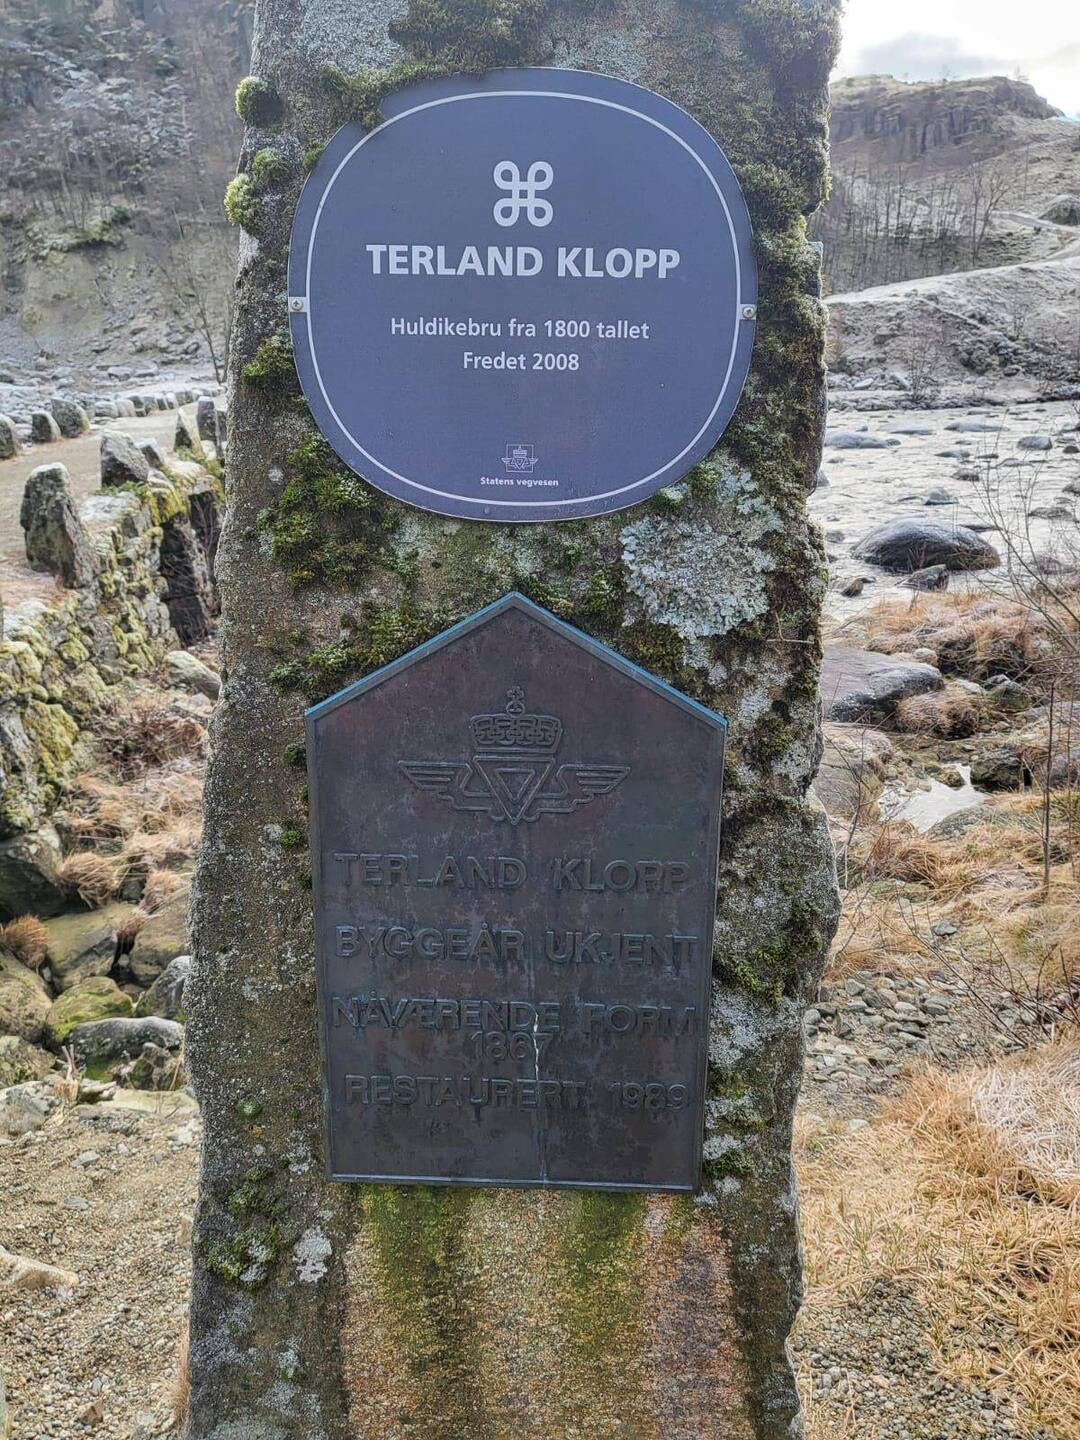 TERLAND KLOPP
Huldikebru fra 1800 tallet
Fredet 2008
Statens vegvesen
TERLAND KLOPP
BYGGEÅR UKJENT
NÅVÆRENDE FORM
1867
RESTAURERT 1989